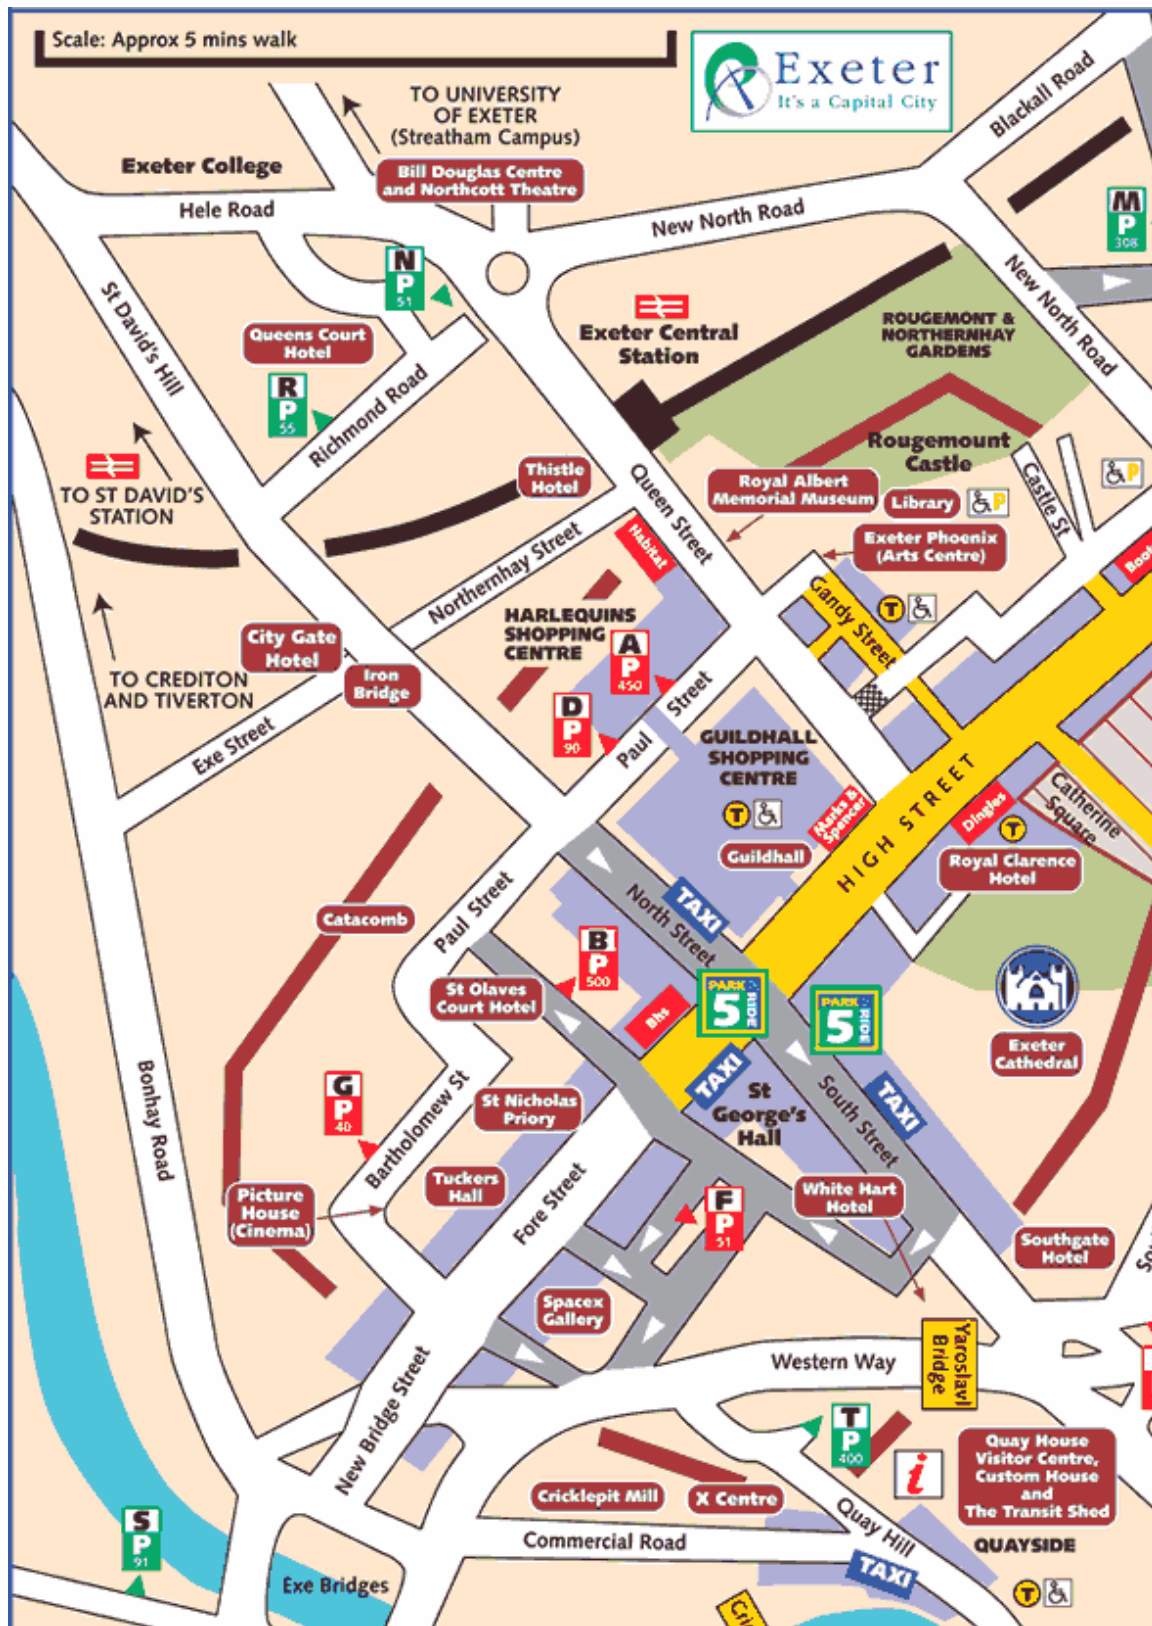 Scale: Approx 5 mins walk
Exeter
It's a Capital City
Blackall Road
TO UNIVERSITY
OF EXETER
(Streatham Campus)
Exeter College
Bill Douglas Centre
and Northcott Theatre
Hele Road
New North Road
M
P
398
N
P
51
St David's Hill
New North Road
Exeter Central
Station
ROUGEMONT &
NORTHERNHAY
GARDENS
Queens Court
Hotel
R
P
55
Richmond Road
Rougemount
Castle
TO ST DAVID'S
STATION
Thistle
Hotel
Queen Street
Royal Albert
Memorial Museum
Library
P
Castle St
P
Exeter Phoenix
(Arts Centre)
Boot
Habitat
Northernhay Street
Gandy Street
T
HARLEQUINS
SHOPPING
CENTRE
A
P
450
City Gate
Hotel
Iron
Bridge
TO CREDITON
AND TIVERTON
D
P
90
Paul Street
Exe Street
GUILDHALL
SHOPPING
CENTRE
T
Marks &
Spencer
Guildhall
HIGH STREET
Dingles
T
Catherine
Square
Royal Clarence
Hotel
Catacomb
Paul Street
North Street
TAXI
B
P
500
St Olaves
Court Hotel
Bhs
PARK
5
RIDE
PARK
5
RIDE
Exeter
Cathedral
Bonhay Road
G
P
40
Bartholomew St
St Nicholas
Priory
TAXI
St
George's
Hall
South Street
TAXI
Tuckers
Hall
Picture
House
(Cinema)
Fore Street
F
P
51
White Hart
Hotel
Southgate
Hotel
So
Spacex
Gallery
Yaroslavl
Bridge
Western Way
New Bridge Street
T
P
400
i
Quay House
Visitor Centre,
Custom House
and
The Transit Shed
Cricklepit Mill
X Centre
Quay Hill
Commercial Road
QUAYSIDE
S
P
91
TAXI
Exe Bridges
T
Cri